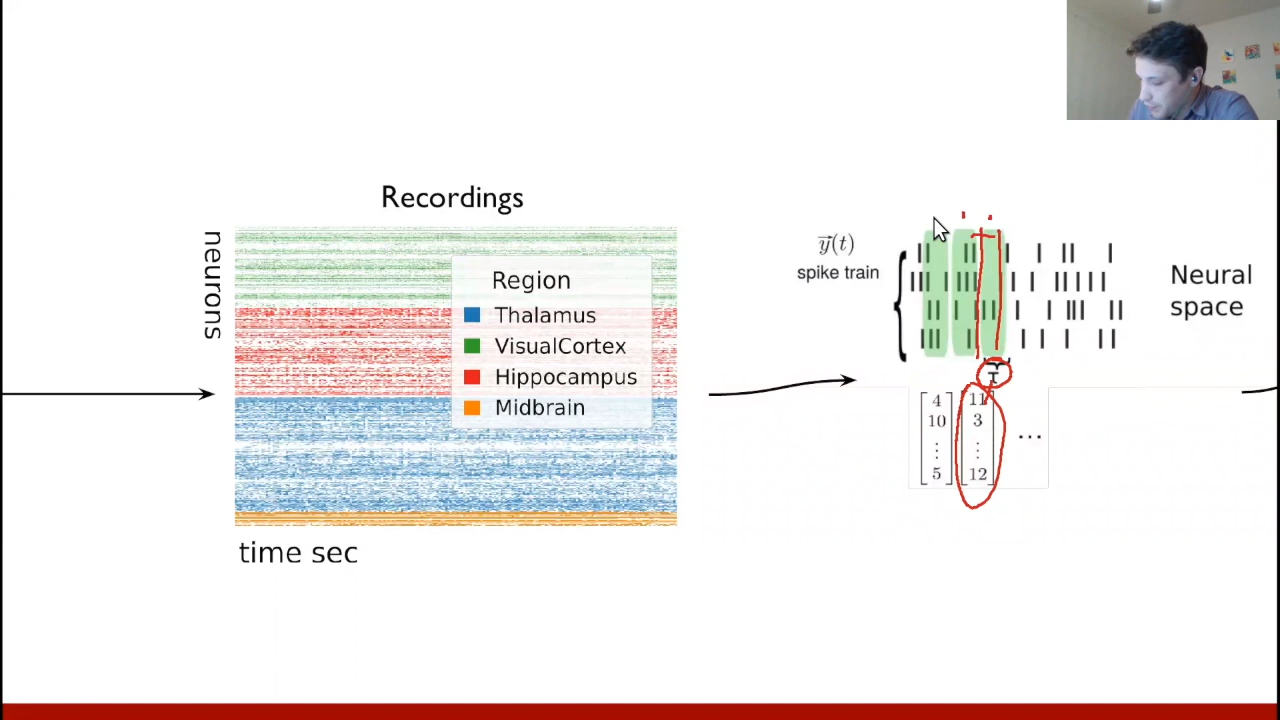 Recordings
neurons
Region
Thalamus
VisualCortex
Hippocampus
Midbrain
time sec
y(t)
spike train
Neural
space
4
10
⋮
5
11
3
⋮
12
...